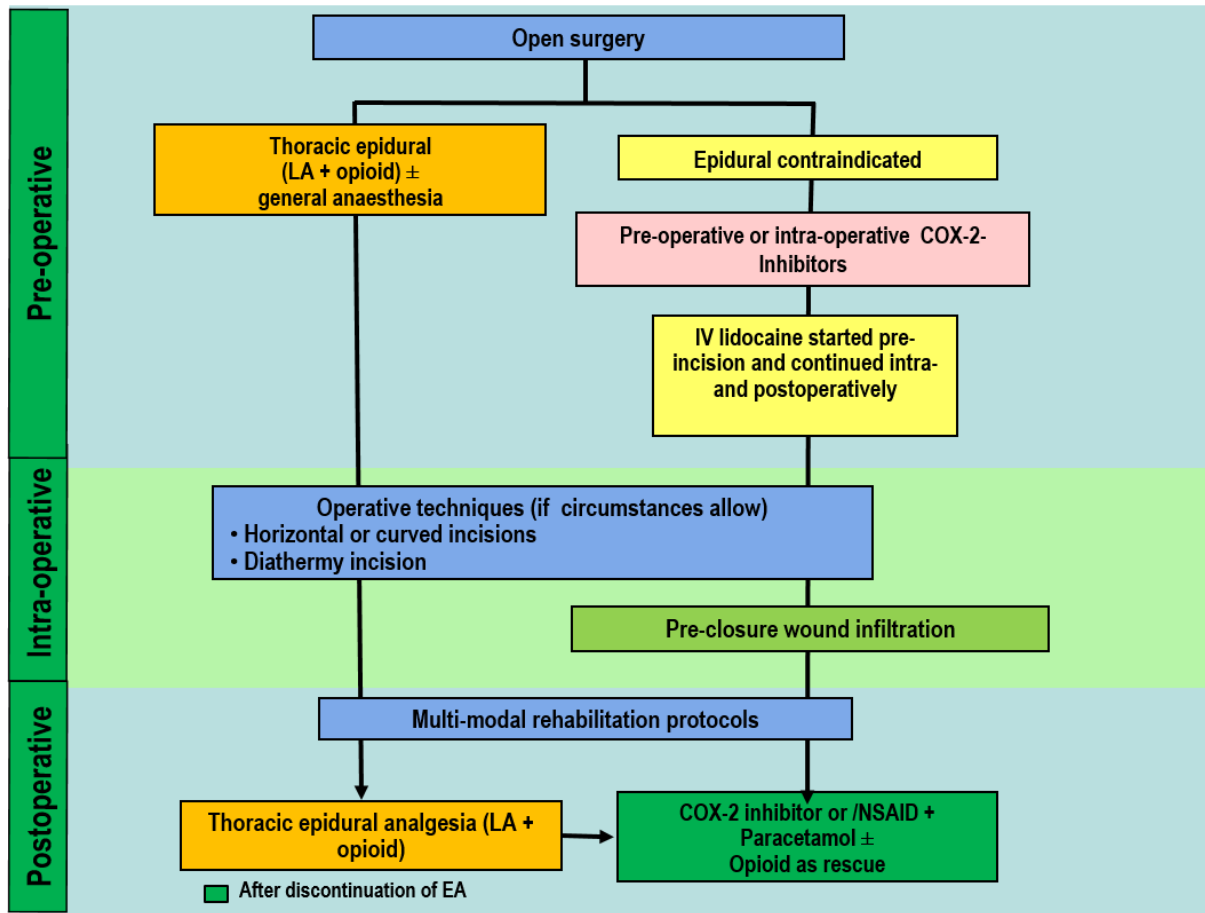 Pre-operative
Open surgery
Thoracic epidural
(LA + opioid) ±
general anaesthesia
Epidural contraindicated
Pre-operative or intra-operative COX-2-
Inhibitors
IV lidocaine started pre-
incision and continued intra-
and postoperatively
Intra-operative
Operative techniques (if circumstances allow)
• Horizontal or curved incisions
• Diathermy incision
Pre-closure wound infiltration
Postoperative
Multi-modal rehabilitation protocols
Thoracic epidural analgesia (LA +
opioid)
COX-2 inhibitor or /NSAID +
Paracetamol ±
Opioid as rescue
After discontinuation of EA